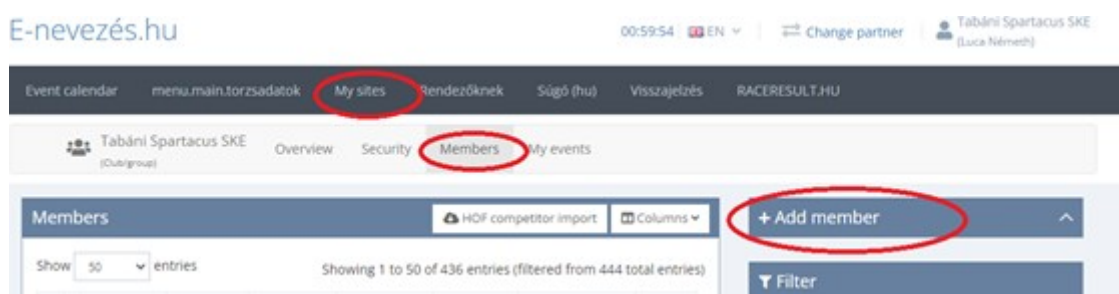 E-nevezés.hu
00:59:54 EN Change partner Tabáni Spartacus SKE
(Luca Németh)
Event calendar menu.main.torzsadatok My sites Rendezőknek Súgó (hu) Visszajelzés RACERESULT.HU
Tabáni Spartacus SKE Overview Security Members My events
(Club/group)
Members HOF competitor import Columns + Add member
Show 50 entries Showing 1 to 50 of 436 entries (filtered from 444 total entries)
Filter